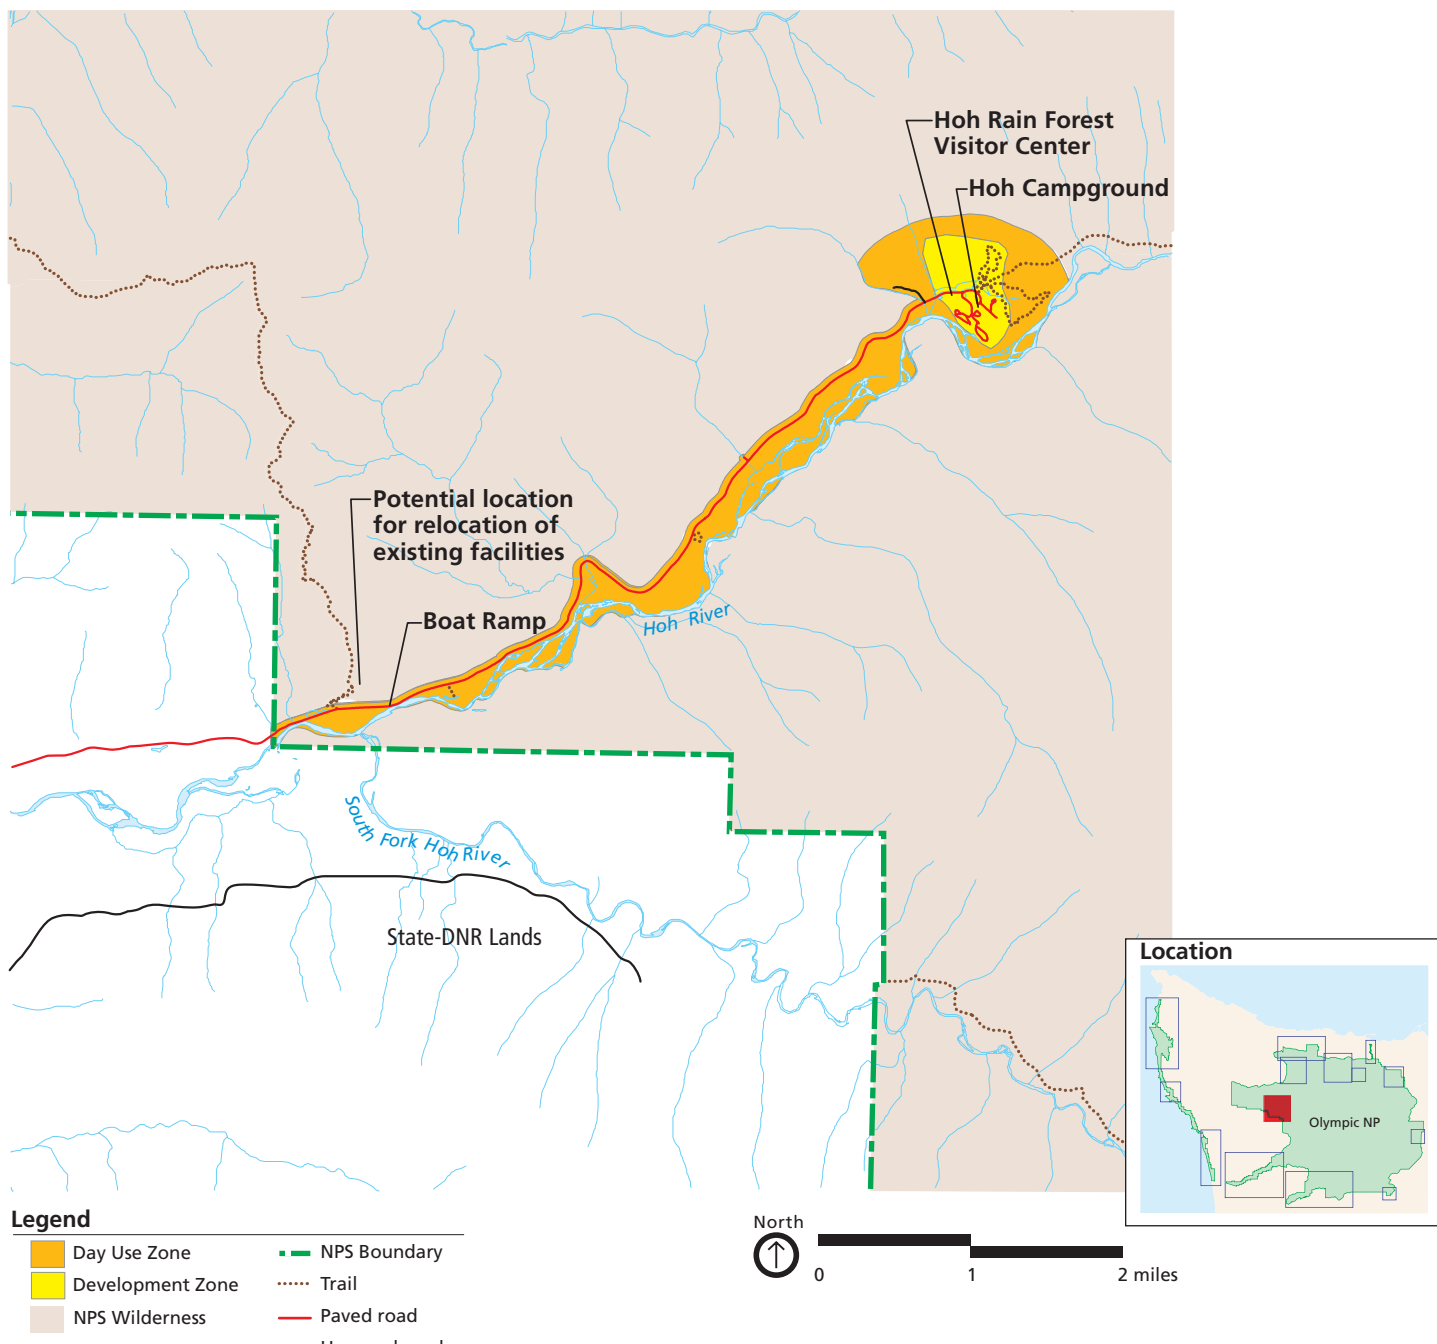 Hoh Rain Forest
Visitor Center
Hoh Campground
Potential location
for relocation of
existing facilities
Boat Ramp
Hoh River
South Fork Hoh River
State-DNR Lands
Location
Olympic NP
Legend
Day Use Zone
Development Zone
NPS Wilderness
NPS Boundary
Trail
Paved road
North
0 1 2 miles